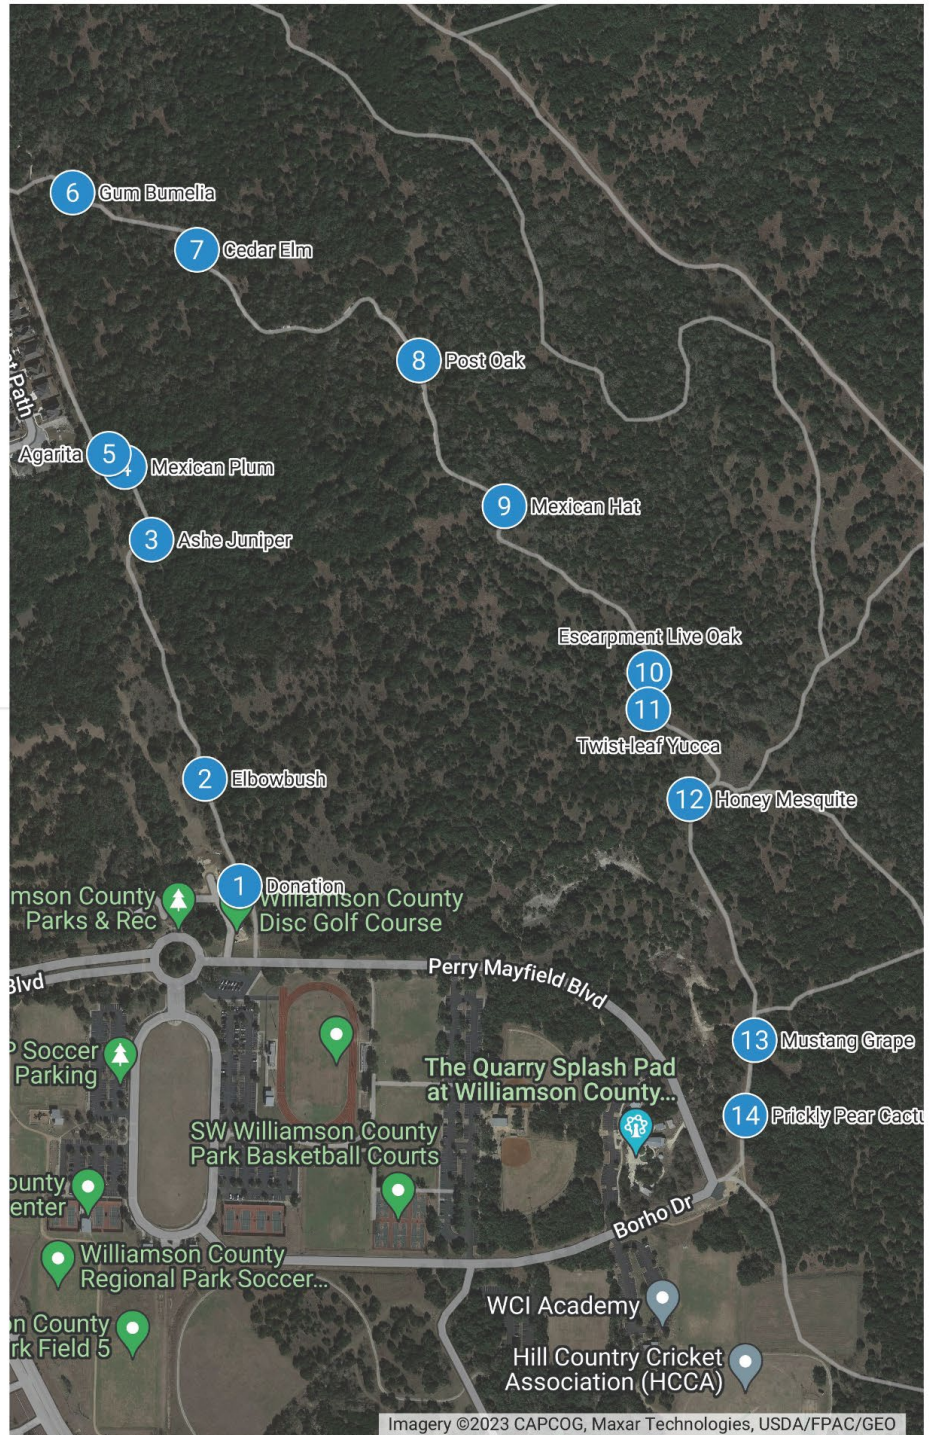 6 Gum Bumelia
7 Cedar Elm
8 Post Oak
Path
5 Agarita
4 Mexican Plum
3 Ashe Juniper
9 Mexican Hat
Escarpment Live Oak
10
11
Twist-leaf Yucca
2 Elbowbush
12 Honey Mesquite
1 Donation
mson County
Parks & Rec
Williamson County
Disc Golf Course
Blvd
Perry Mayfield Blvd
13 Mustang Grape
P Soccer
Parking
The Quarry Splash Pad
at Williamson County...
14 Prickly Pear Cactu
SW Williamson County
Park Basketball Courts
ounty
enter
Borho Dr
Williamson County
Regional Park Soccer...
WCI Academy
on County
rk Field 5
Hill Country Cricket
Association (HCCA)
Imagery ©2023 CAPCOG, Maxar Technologies, USDA/FPAC/GEO